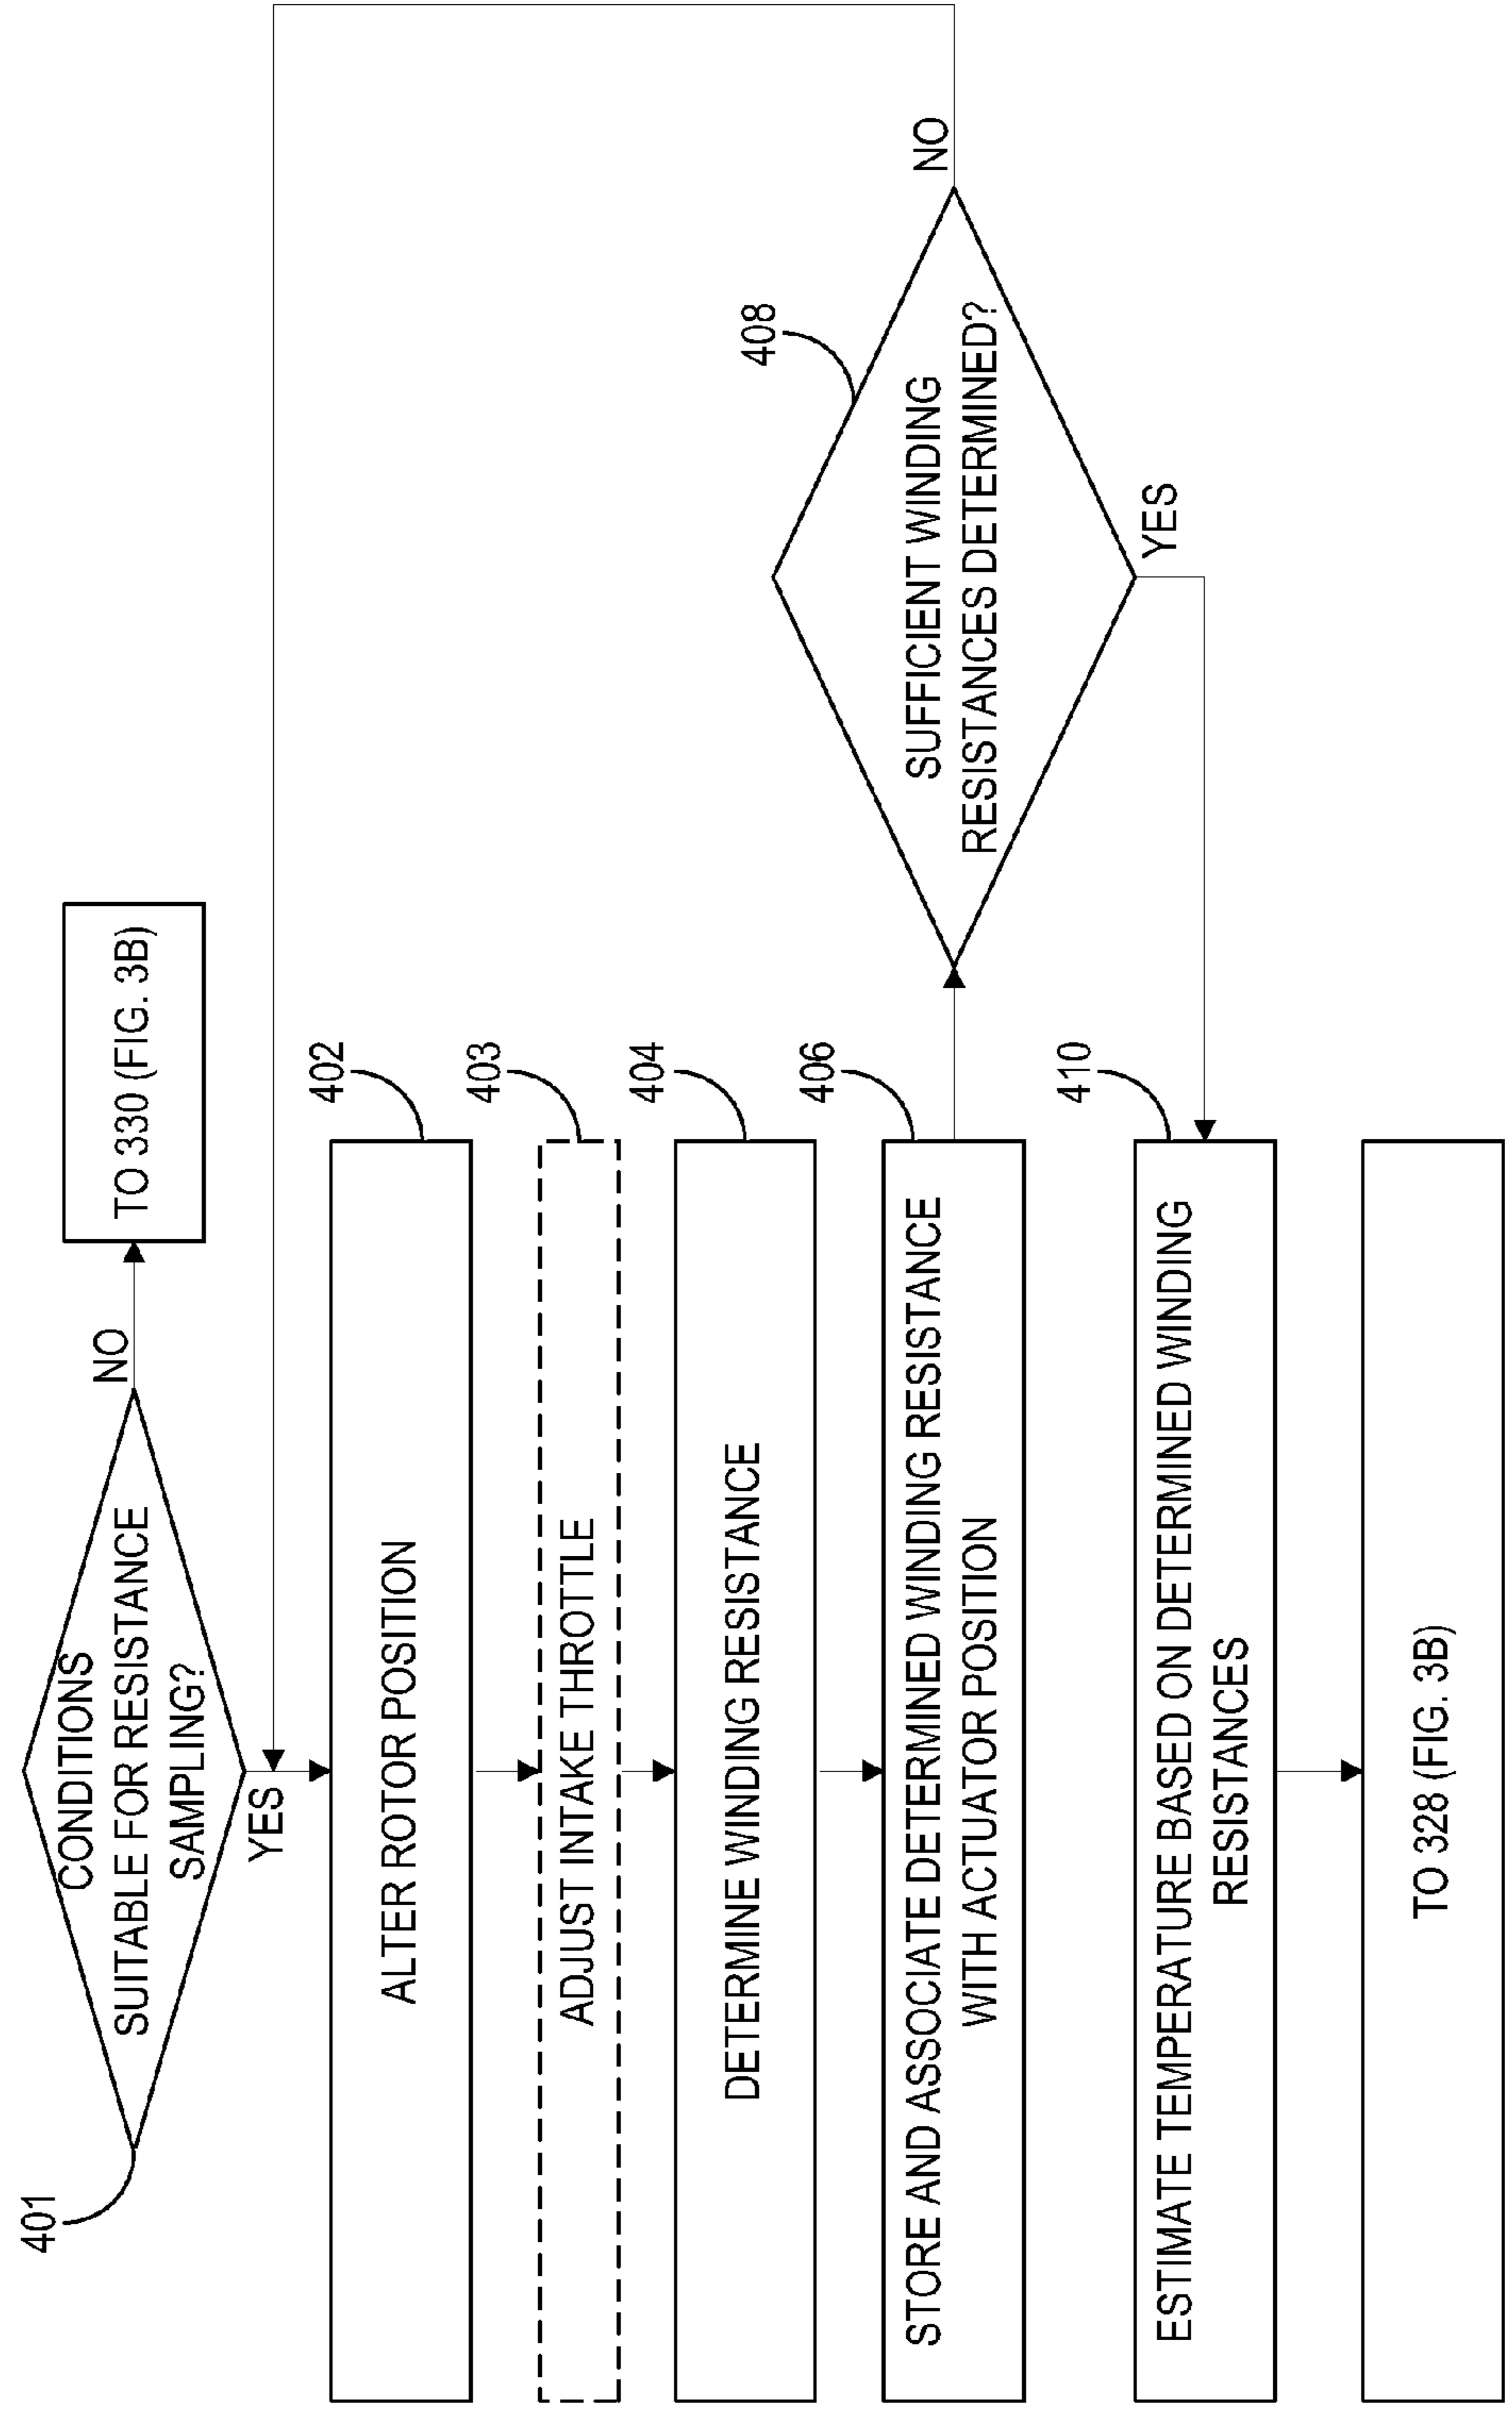 401
CONDITIONS
SUITABLE FOR RESISTANCE
SAMPLING?
NO
TO 330 (FIG. 3B)
YES
402
ALTER ROTOR POSITION
403
ADJUST INTAKE THROTTLE
404
DETERMINE WINDING RESISTANCE
406
STORE AND ASSOCIATE DETERMINED WINDING RESISTANCE
WITH ACTUATOR POSITION
408
SUFFICIENT WINDING
RESISTANCES DETERMINED?
NO
YES
410
ESTIMATE TEMPERATURE BASED ON DETERMINED WINDING
RESISTANCES
TO 328 (FIG. 3B)